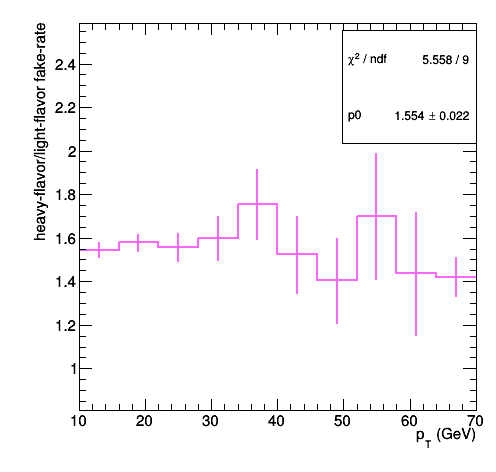 heavy-flavor/light-flavor fake-rate
χ² / ndf 5.558 / 9
p0 1.554 ± 0.022
2.4
2.2
2
1.8
1.6
1.4
1.2
1
10 20 30 40 50 60 70
p_T (GeV)